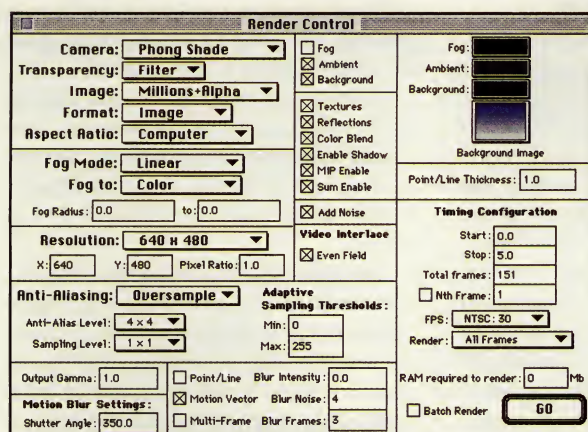 Render Control
Camera: Phong Shade
Transparency: Filter
Image: Millions+Alpha
Format: Image
Aspect Ratio: Computer
Fog Mode: Linear
Fog to: Color
Fog Radius: 0.0 to: 0.0
Resolution: 640 x 480
X: 640 Y: 480 Pixel Ratio: 1.0
Anti-Aliasing: Oversample
Anti-Alias Level: 4 x 4
Sampling Level: 1 x 1
Adaptive
Sampling Thresholds:
Min: 0
Max: 255
Output Gamma: 1.0
Motion Blur Settings:
Shutter Angle: 350.0
Point/Line Blur Intensity: 0.0
Motion Vector Blur Noise: 4
Multi-Frame Blur Frames: 3
Fog
Ambient
Background
Textures
Reflections
Color Blend
Enable Shadow
MIP Enable
Sum Enable
Add Noise
Video Interlace
Even Field
Fog:
Ambient:
Background:
Background Image
Point/Line Thickness: 1.0
Timing Configuration
Start: 0.0
Stop: 5.0
Total frames: 151
Nth Frame: 1
FPS: NTSC: 30
Render: All Frames
RAM required to render: 0 Mb
Batch Render GO